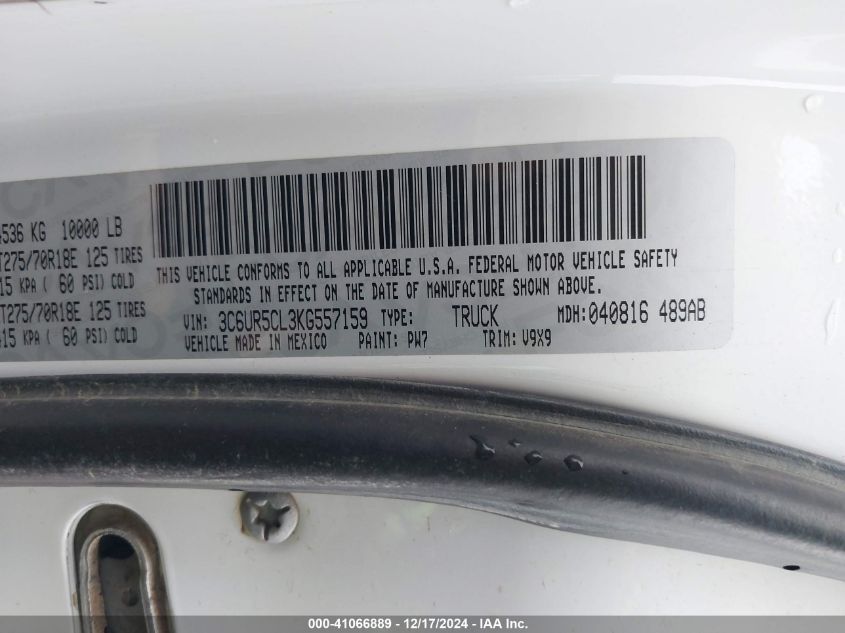 4536 KG 10000 LB
T275/70R18E 125 TIRES
415 KPA ( 60 PSI) COLD
T275/70R18E 125 TIRES
415 KPA ( 60 PSI) COLD
THIS VEHICLE CONFORMS TO ALL APPLICABLE U.S.A. FEDERAL MOTOR VEHICLE SAFETY
STANDARDS IN EFFECT ON THE DATE OF MANUFACTURE SHOWN ABOVE.
VIN: 3C6UR5CL3KG557159 TYPE: TRUCK MDH:040816 489AB
VEHICLE MADE IN MEXICO PAINT: PW7 TRIM: V9X9
000-41066889 - 12/17/2024 - IAA Inc.